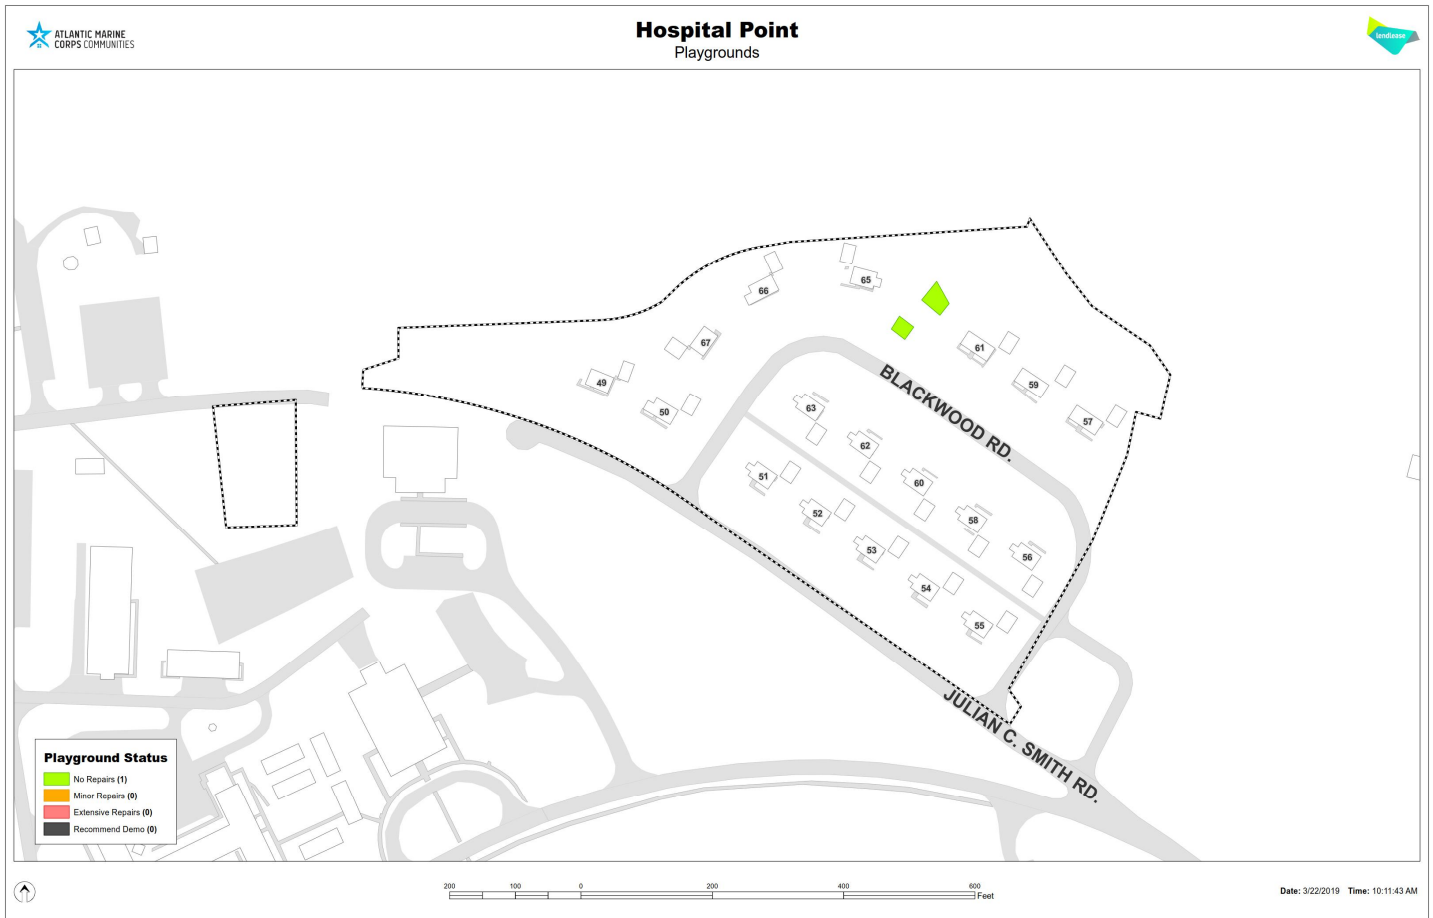 ATLANTIC MARINE
CORPS COMMUNITIES
Hospital Point
Playgrounds
lendlease
65
66
61
67
59
49
50
57
BLACKWOOD RD.
63
62
51
60
52
58
53
56
54
55
JULIAN C. SMITH RD.
Playground Status
No Repairs (1)
Minor Repairs (0)
Extensive Repairs (0)
Recommend Demo (0)
200 100 0 200 400 600
Feet
Date: 3/22/2019 Time: 10:11:43 AM